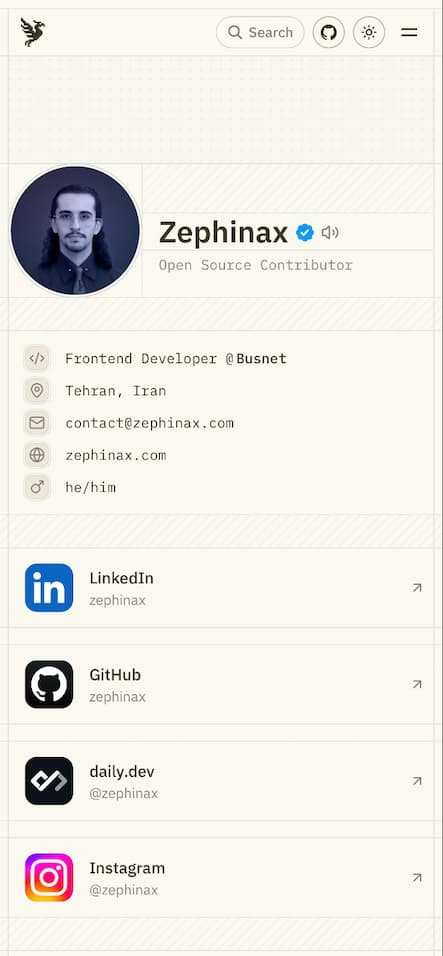 Search
Zephinax
Open Source Contributor
Frontend Developer @Busnet
Tehran, Iran
contact@zephinax.com
zephinax.com
he/him
LinkedIn
zephinax
GitHub
zephinax
daily.dev
@zephinax
Instagram
@zephinax